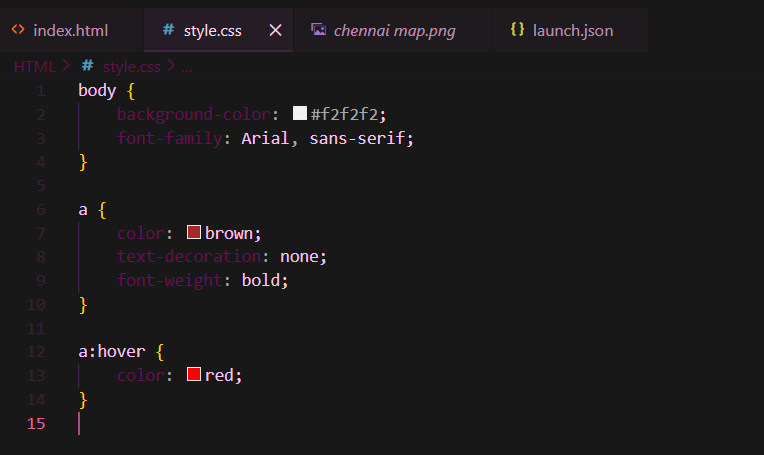 index.html style.css chennai map.png launch.json
HTML > style.css > ...
1 body {
2     background-color: #f2f2f2;
3     font-family: Arial, sans-serif;
4 }
5
6 a {
7     color: brown;
8     text-decoration: none;
9     font-weight: bold;
10 }
11
12 a:hover {
13     color: red;
14 }
15